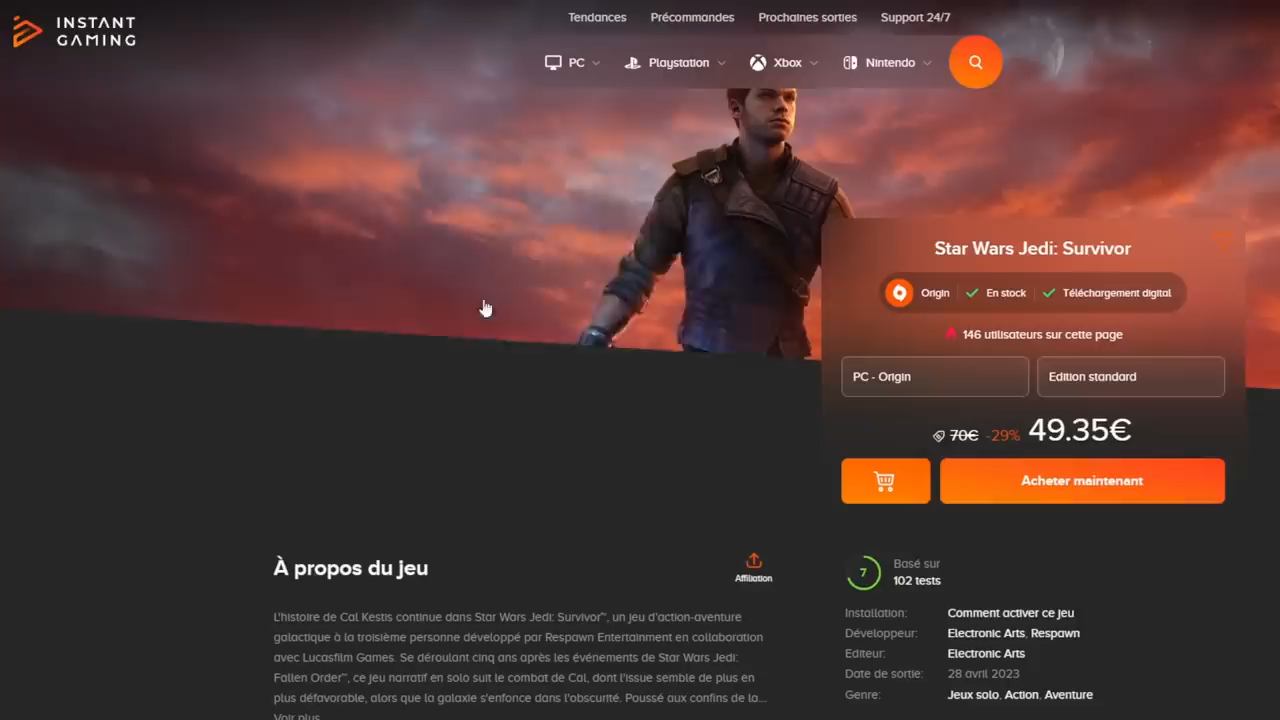 INSTANT
GAMING
Tendances Précommandes Prochaines sorties Support 24/7
PC Playstation Xbox Nintendo
Star Wars Jedi: Survivor
Origin En stock Téléchargement digital
146 utilisateurs sur cette page
PC - Origin Edition standard
70€ -29% 49.35€
Acheter maintenant
À propos du jeu
Affiliation
L'histoire de Cal Kestis continue dans Star Wars Jedi: Survivor™, un jeu d'action-aventure
galactique à la troisième personne développé par Respawn Entertainment en collaboration
avec Lucasfilm Games. Se déroulant cinq ans après les événements de Star Wars Jedi:
Fallen Order™, ce jeu narratif en solo suit le combat de Cal, dont l'issue semble de plus en
plus défavorable, alors que la galaxie s'enfonce dans l'obscurité. Poussé aux confins de la...
Voir plus
7 Basé sur
102 tests
Installation: Comment activer ce jeu
Développeur: Electronic Arts, Respawn
Editeur: Electronic Arts
Date de sortie: 28 avril 2023
Genre: Jeux solo, Action, Aventure